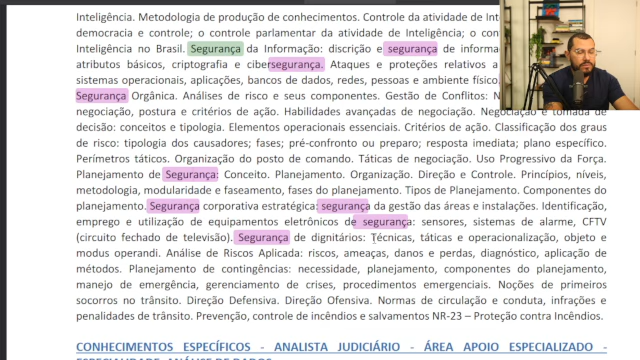 Inteligência. Metodologia de produção de conhecimentos. Controle da atividade de Int
democracia e controle; o controle parlamentar da atividade de Inteligência; o con
Inteligência no Brasil. Segurança da Informação: discrição e segurança de informa
atributos básicos, criptografia e cibersegurança. Ataques e proteções relativos a
sistemas operacionais, aplicações, bancos de dados, redes, pessoas e ambiente físico.
Segurança Orgânica. Análises de risco e seus componentes. Gestão de Conflitos: N
negociação, postura e critérios de ação. Habilidades avançadas de negociação. Negociação e tomada de
decisão: conceitos e tipologia. Elementos operacionais essenciais. Critérios de ação. Classificação dos graus
de risco: tipologia dos causadores; fases; pré-confronto ou preparo; resposta imediata; plano específico.
Perímetros táticos. Organização do posto de comando. Táticas de negociação. Uso Progressivo da Força.
Planejamento de Segurança: Conceito. Planejamento. Organização. Direção e Controle. Princípios, níveis,
metodologia, modularidade e faseamento, fases do planejamento. Tipos de Planejamento. Componentes do
planejamento. Segurança corporativa estratégica: segurança da gestão das áreas e instalações. Identificação,
emprego e utilização de equipamentos eletrônicos de segurança: sensores, sistemas de alarme, CFTV
(circuito fechado de televisão). Segurança de dignitários: Técnicas, táticas e operacionalização, objeto e
modus operandi. Análise de Riscos Aplicada: riscos, ameaças, danos e perdas, diagnóstico, aplicação de
métodos. Planejamento de contingências: necessidade, planejamento, componentes do planejamento,
manejo de emergência, gerenciamento de crises, procedimentos emergenciais. Noções de primeiros
socorros no trânsito. Direção Defensiva. Direção Ofensiva. Normas de circulação e conduta, infrações e
penalidades de trânsito. Prevenção, controle de incêndios e salvamentos NR-23 – Proteção contra Incêndios.
CONHECIMENTOS ESPECÍFICOS - ANALISTA JUDICIÁRIO - ÁREA APOIO ESPECIALIZADO -
ESPECIALIDADE: ANÁLISE DE DADOS